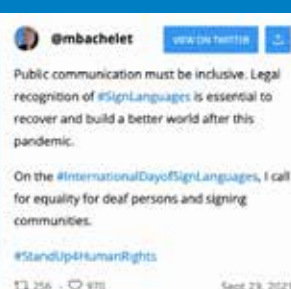 @mbachelet
VIEW ON TWITTER
Public communication must be inclusive. Legal
recognition of #SignLanguages is essential to
recover and build a better world after this
pandemic.
On the #InternationalDayofSignLanguages, I call
for equality for deaf persons and signing
communities.
#StandUp4HumanRights
256 · 970
Sept 23, 2021